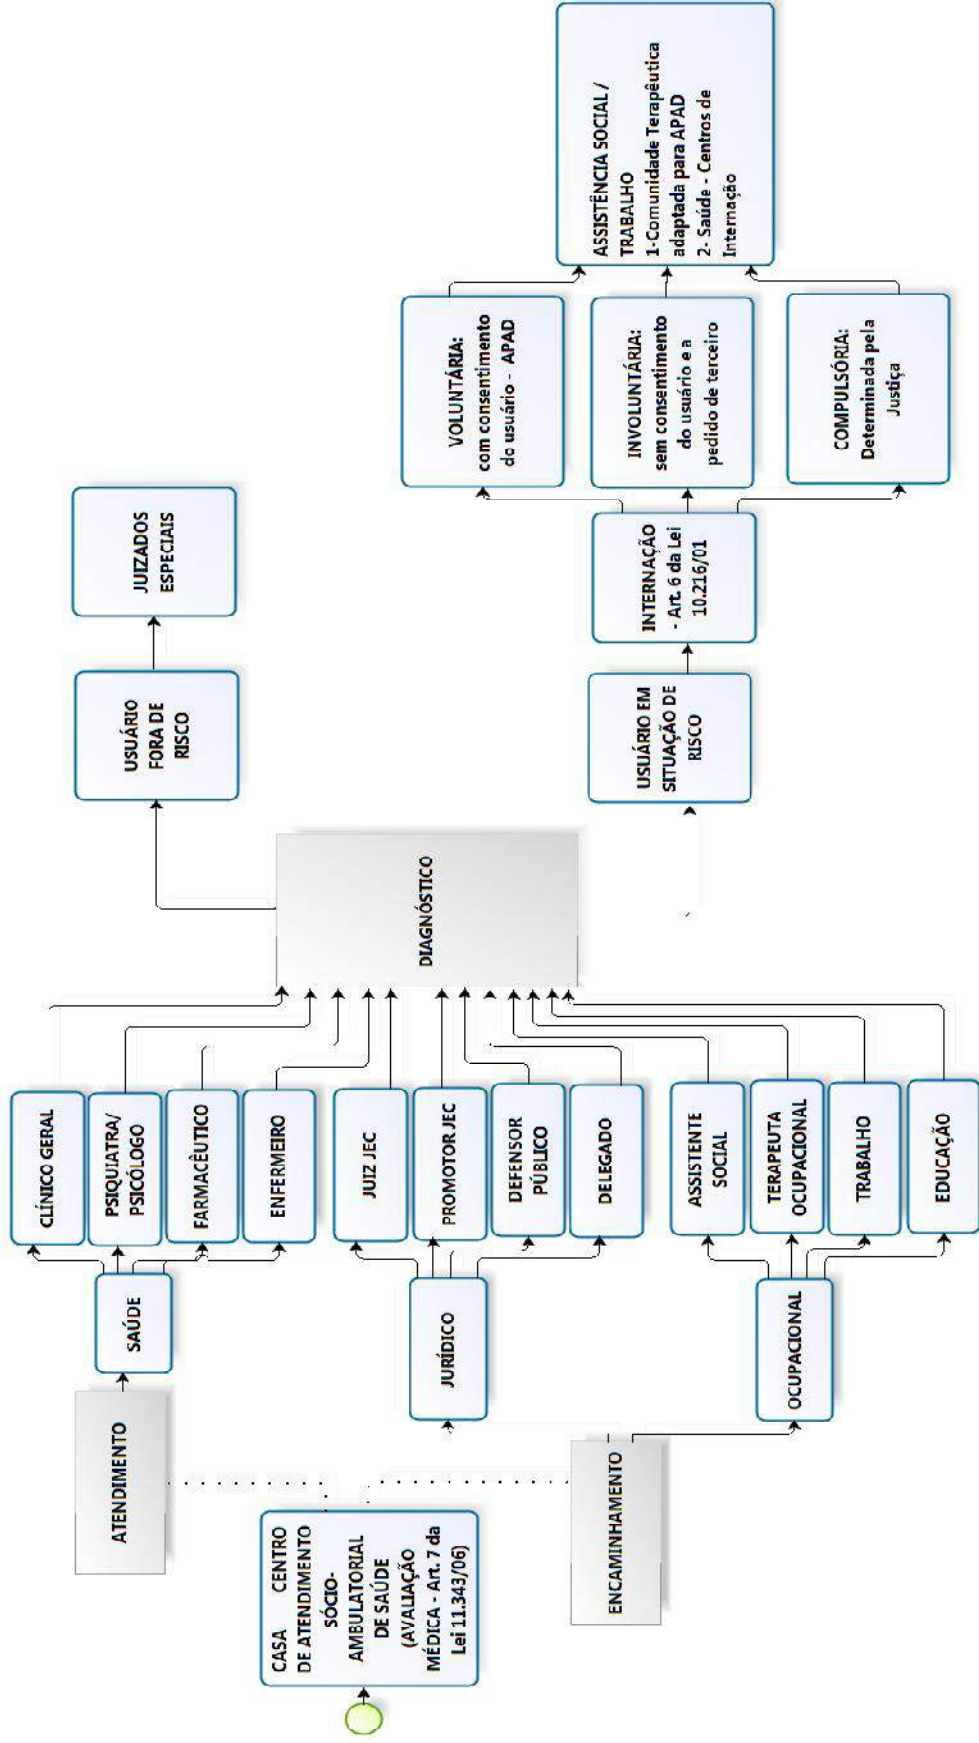 CASA CENTRO
DE ATENDIMENTO
SÓCIO-
AMBULATORIAL
DE SAÚDE
(AVALIAÇÃO
MÉDICA - Art. 7 da
Lei 11.343/06)
ATENDIMENTO
ENCAMINHAMENTO
SAÚDE
JURÍDICO
OCUPACIONAL
CLÍNICO GERAL
PSIQUIATRA/
PSICÓLOGO
FARMACÈUTICO
ENFERMEIRO
JUIZ JEC
PROMOTOR JEC
DEFENSOR
PÚBLICO
DELEGADO
ASSISTENTE
SOCIAL
TERAPEUTA
OCUPACIONAL
TRABALHO
EDUCAÇÃO
DIAGNÓSTICO
USUÁRIO
FORA DE
RISCO
JUIZADOS
ESPECIAIS
USUÁRIO EM
SITUAÇÃO DE
RISCO
INTERNAÇÃO
- Art. 6 da Lei
10.216/01
VOLUNTÁRIA:
com consentimento
do usuário - APAD
INVOLUNTÁRIA:
sem consentimento
do usuário e a
pedido de terceiro
COMPULSÓRIA:
Determinada pela
Justiça
ASSISTÊNCIA SOCIAL /
TRABALHO
1-Comunidade Terapêutica
adaptada para APAD
2- Saúde - Centros de
Internação